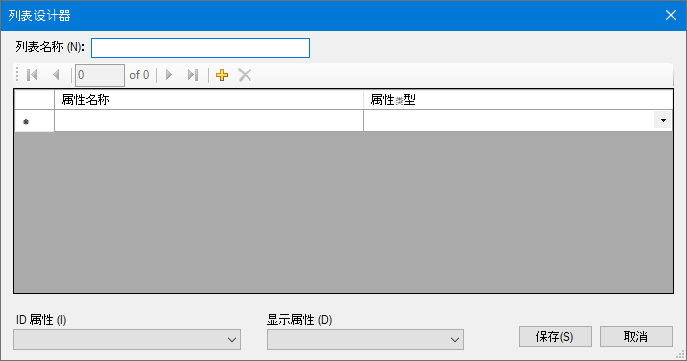 列表设计器
列表名称 (N):
0 of 0
属性名称 属性类型
ID 属性 (I) 显示属性 (D)
保存(S) 取消